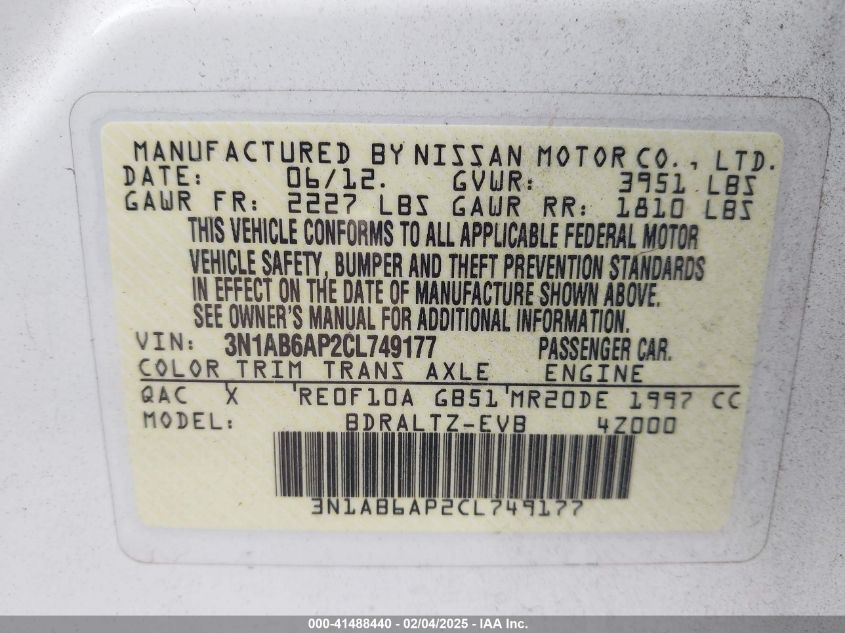 MANUFACTURED BY NISSAN MOTOR CO., LTD.
DATE: 06/12. GVWR: 3951 LBS
GAWR FR: 2227 LBS GAWR RR: 1810 LBS
THIS VEHICLE CONFORMS TO ALL APPLICABLE FEDERAL MOTOR
VEHICLE SAFETY, BUMPER AND THEFT PREVENTION STANDARDS
IN EFFECT ON THE DATE OF MANUFACTURE SHOWN ABOVE.
SEE OWNER'S MANUAL FOR ADDITIONAL INFORMATION.
VIN: 3N1AB6AP2CL749177 PASSENGER CAR.
COLOR TRIM TRANS AXLE ENGINE
QAC X 'RE0F10A GB51'MR20DE 1997 CC
MODEL: BDRALTZ-EVB 4Z000
3N1AB6AP2CL749177
000-41488440 - 02/04/2025 - IAA Inc.